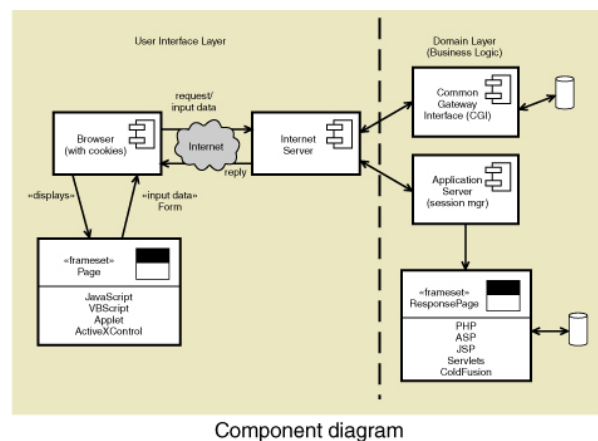 User Interface Layer
Domain Layer
(Business Logic)
request/
input data
Browser
(with cookies)
Internet
Internet
Server
reply
Common
Gateway
Interface (CGI)
Application
Server
(session mgr)
«displays»
«input data»
Form
«frameset»
Page
JavaScript
VBScript
Applet
ActiveXControl
«frameset»
ResponsePage
PHP
ASP
JSP
Servlets
ColdFusion
Component diagram